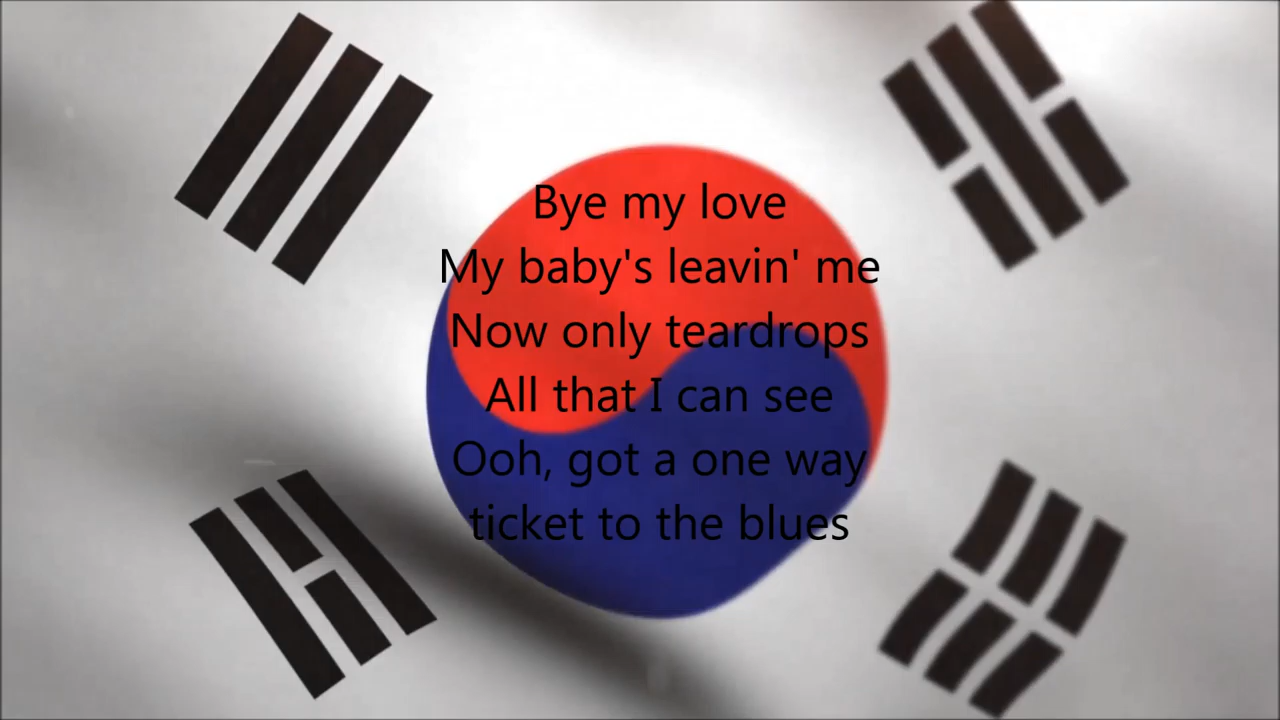 Bye my love
My baby's leavin' me
Now only teardrops
All that I can see
Ooh, got a one way
ticket to the blues